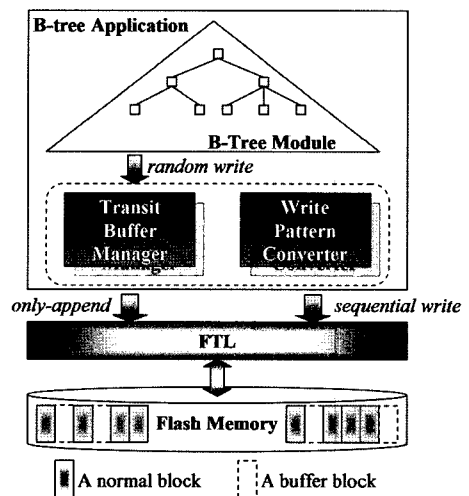 B-tree Application
B-Tree Module
random write
Transit
Buffer
Manager
Write
Pattern
Converter
only-append
sequential write
FTL
Flash Memory
A normal block
A buffer block